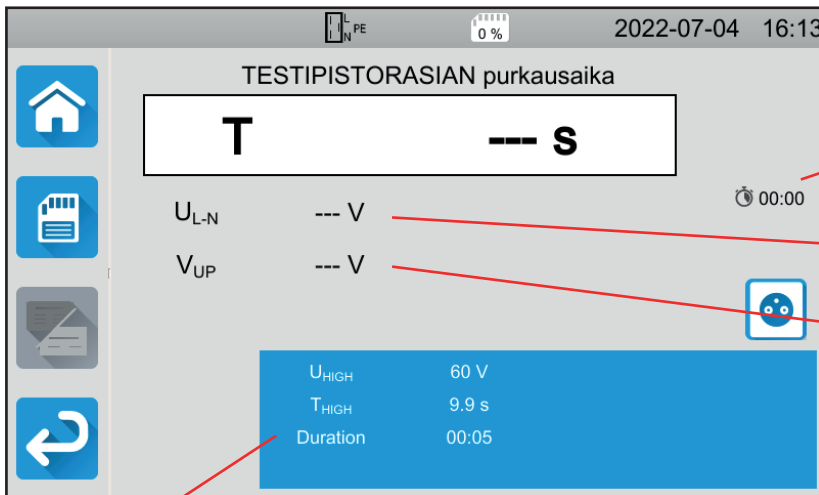 L
N PE
0 %
2022-07-04 16:13
TESTIPISTORASIAN purkausaika
T --- s
00:00
UL-N --- V
VUP --- V
UHIGH 60 V
THIGH 9.9 s
Duration 00:05